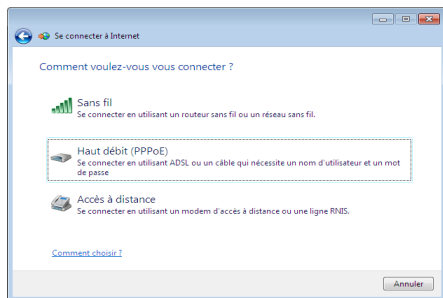 Se connecter à Internet
Comment voulez-vous vous connecter ?
Sans fil
Se connecter en utilisant un routeur sans fil ou un réseau sans fil.
Haut débit (PPPoE)
Se connecter en utilisant ADSL ou un câble qui nécessite un nom d'utilisateur et un mot
de passe
Accès à distance
Se connecter en utilisant un modem d'accès à distance ou une ligne RNIS.
Comment choisir ?
Annuler